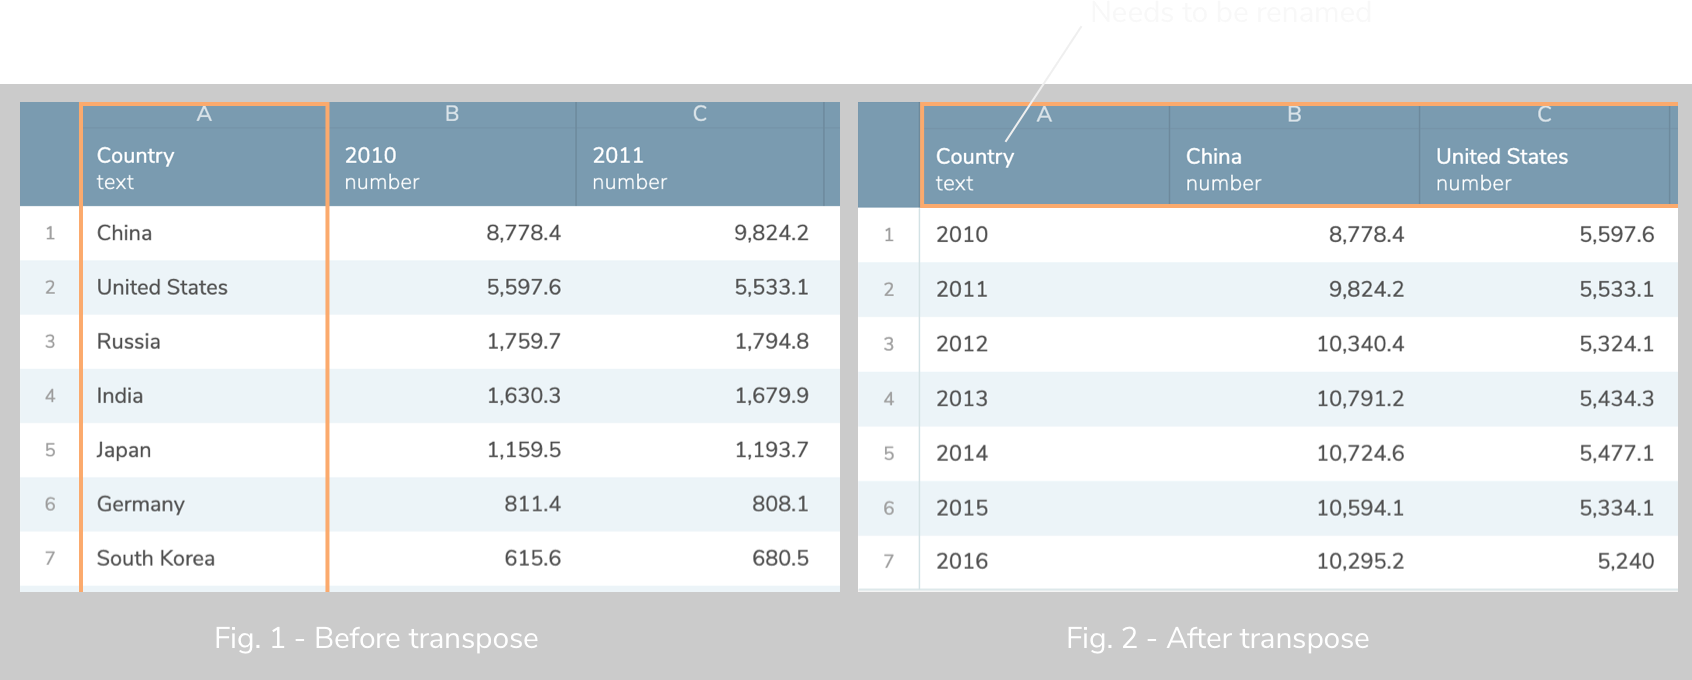 Needs to be renamed
A B C
Country 2010 2011
text number number
1 China 8,778.4 9,824.2
2 United States 5,597.6 5,533.1
3 Russia 1,759.7 1,794.8
4 India 1,630.3 1,679.9
5 Japan 1,159.5 1,193.7
6 Germany 811.4 808.1
7 South Korea 615.6 680.5
Fig. 1 - Before transpose
A B C
Country China United States
text number number
1 2010 8,778.4 5,597.6
2 2011 9,824.2 5,533.1
3 2012 10,340.4 5,324.1
4 2013 10,791.2 5,434.3
5 2014 10,724.6 5,477.1
6 2015 10,594.1 5,334.1
7 2016 10,295.2 5,240
Fig. 2 - After transpose